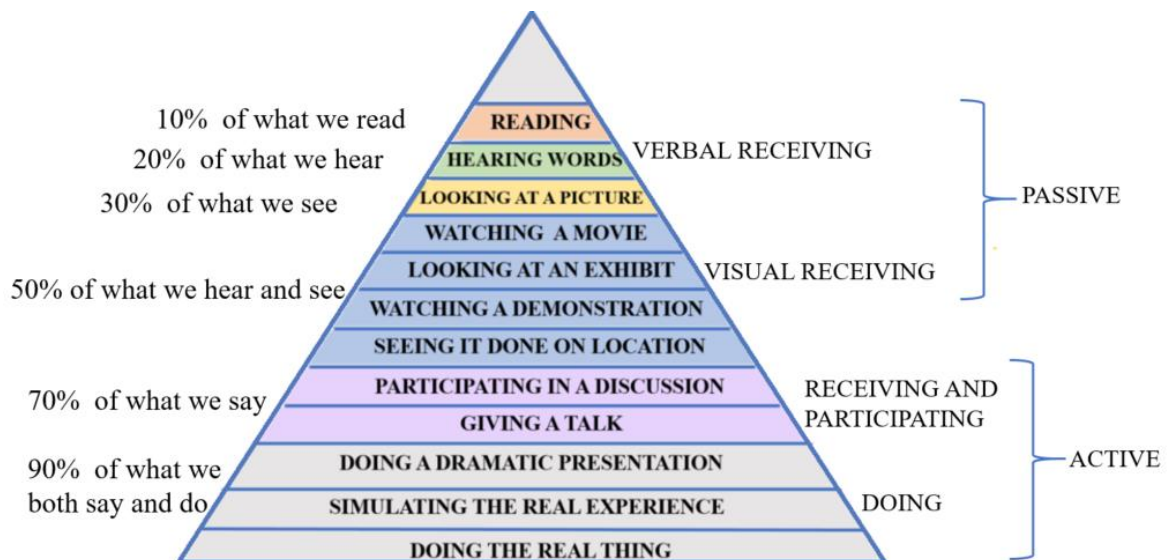 10% of what we read
READING
20% of what we hear
HEARING WORDS
VERBAL RECEIVING
30% of what we see
LOOKING AT A PICTURE
PASSIVE
WATCHING A MOVIE
50% of what we hear and see
LOOKING AT AN EXHIBIT
VISUAL RECEIVING
WATCHING A DEMONSTRATION
SEEING IT DONE ON LOCATION
70% of what we say
PARTICIPATING IN A DISCUSSION
RECEIVING AND
PARTICIPATING
GIVING A TALK
ACTIVE
90% of what we
both say and do
DOING A DRAMATIC PRESENTATION
SIMULATING THE REAL EXPERIENCE
DOING
DOING THE REAL THING